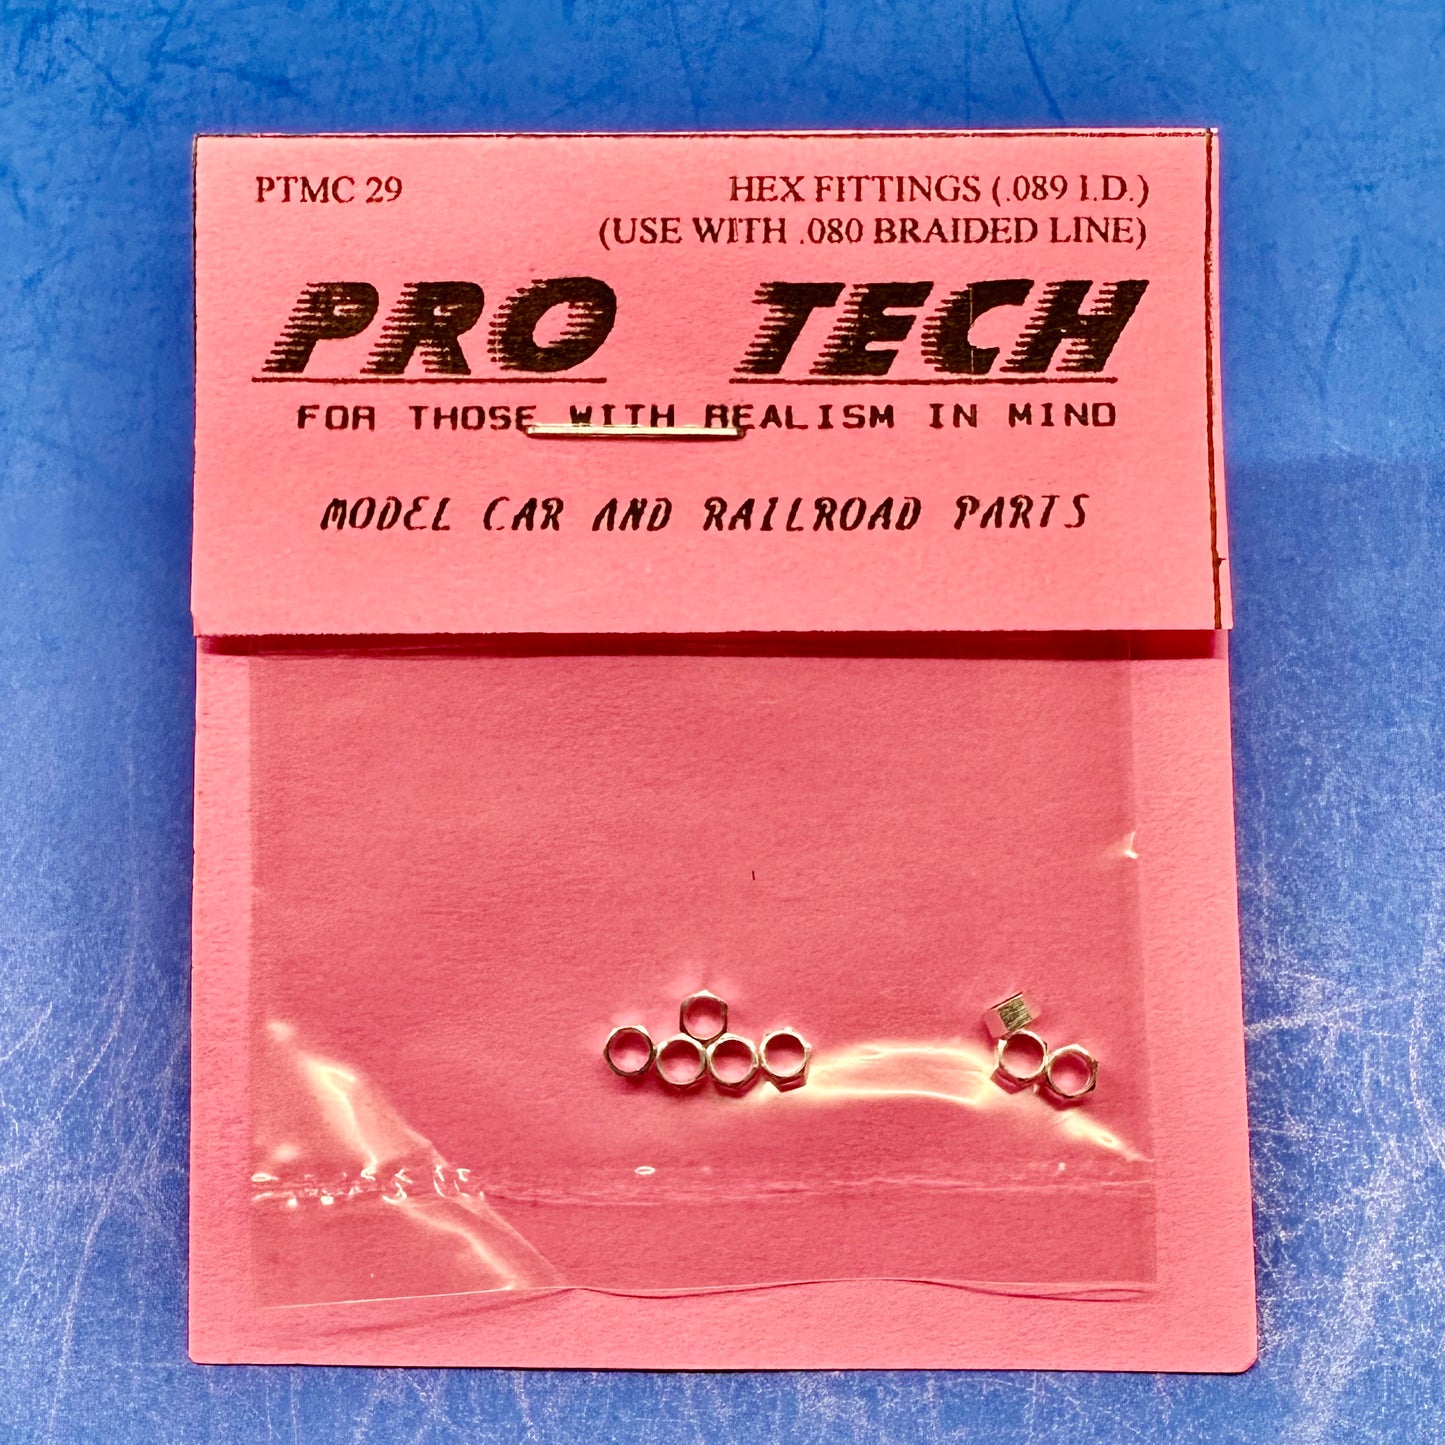 PTMC 29 HEX FITTINGS (.089 I.D.)
(USE WITH .080 BRAIDED LINE)
PRO TECH
FOR THOSE WITH REALISM IN MIND
MODEL CAR AND RAILROAD PARTS